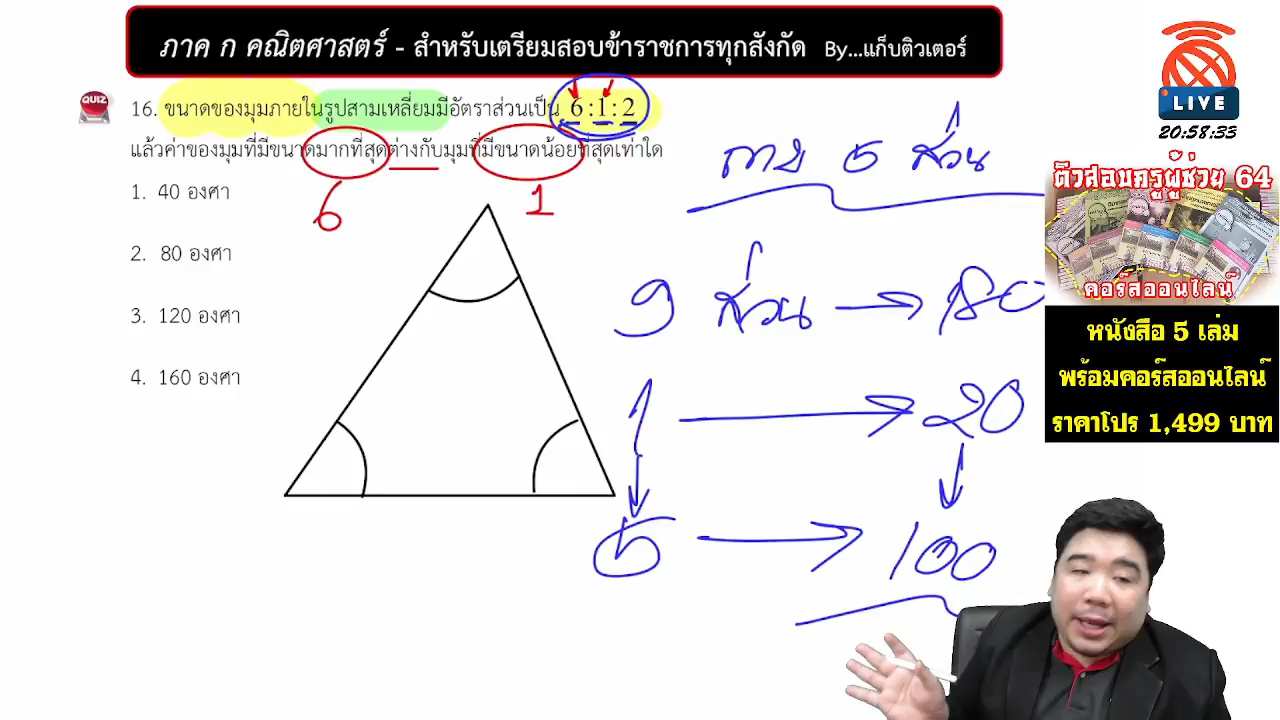 ภาค ก คณิตศาสตร์ - สำหรับเตรียมสอบข้าราชการทุกสังกัด By...แก็บติวเตอร์
LIVE
20:58:33
QUIZ
16. ขนาดของมุมภายในรูปสามเหลี่ยมมีอัตราส่วนเป็น 6:1:2
แล้วค่าของมุมที่มีขนาดมากที่สุดต่างกับมุมที่มีขนาดน้อยที่สุดเท่าใด
6
1
1. 40 องศา
2. 80 องศา
3. 120 องศา
4. 160 องศา
5 ส่วน
9 ส่วน → 180
1 → 20
5 → 100
ติวสอบครูผู้ช่วย 64
คอร์สออนไลน์
หนังสือ 5 เล่ม
พร้อมคอร์สออนไลน์
ราคาโปร 1,499 บาท